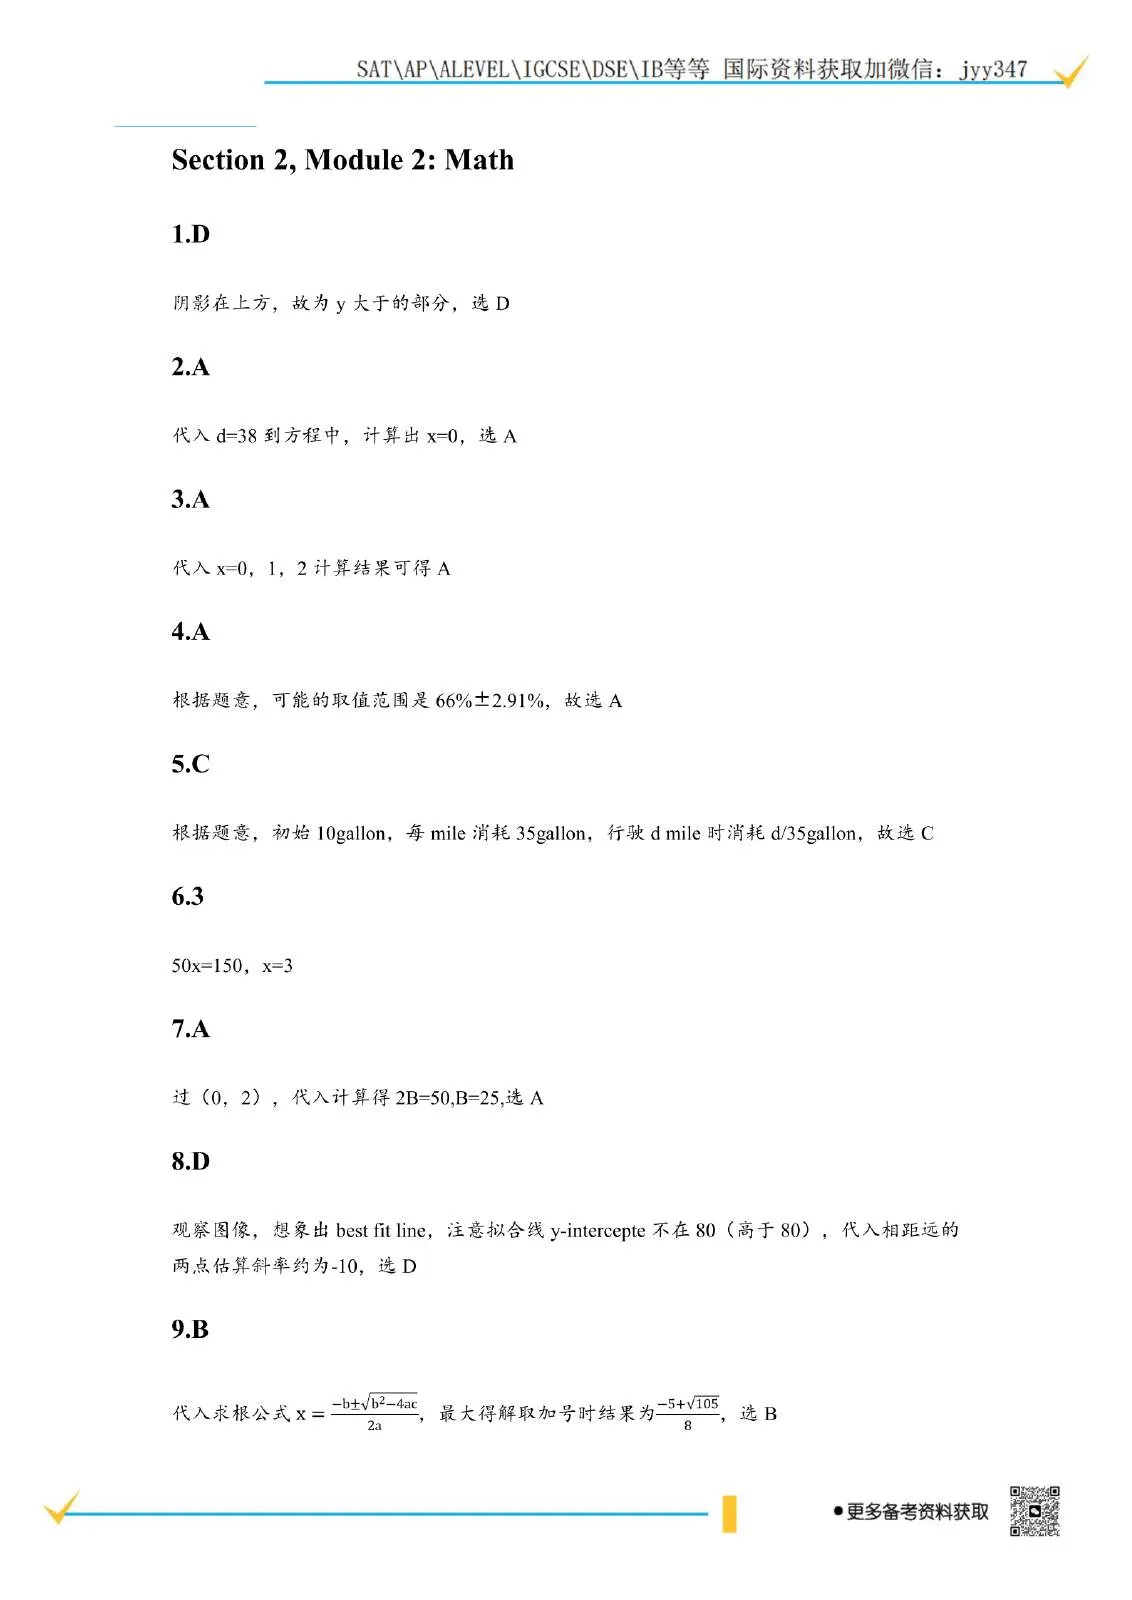 SAT\AP\ALEVEL\IGCSE\DSE\IB等等 国际资料获取加微信：jyy347
Section 2, Module 2: Math
1.D
阴影在上方，故为 y 大于的部分，选 D
2.A
代入 d=38 到方程中，计算出 x=0，选 A
3.A
代入 x=0，1，2 计算结果可得 A
4.A
根据题意，可能的取值范围是 66%±2.91%，故选 A
5.C
根据题意，初始 10gallon，每 mile 消耗 35gallon，行驶 d mile 时消耗 d/35gallon，故选 C
6.3
50x=150，x=3
7.A
过（0，2），代入计算得 2B=50,B=25,选 A
8.D
观察图像，想象出 best fit line，注意拟合线 y-intercepte 不在 80（高于 80），代入相距远的
两点估算斜率约为-10，选 D
9.B
代入求根公式 x = (−b±√(b²−4ac))/2a，最大得解取加号时结果为 (−5+√105)/8，选 B
●更多备考资料获取